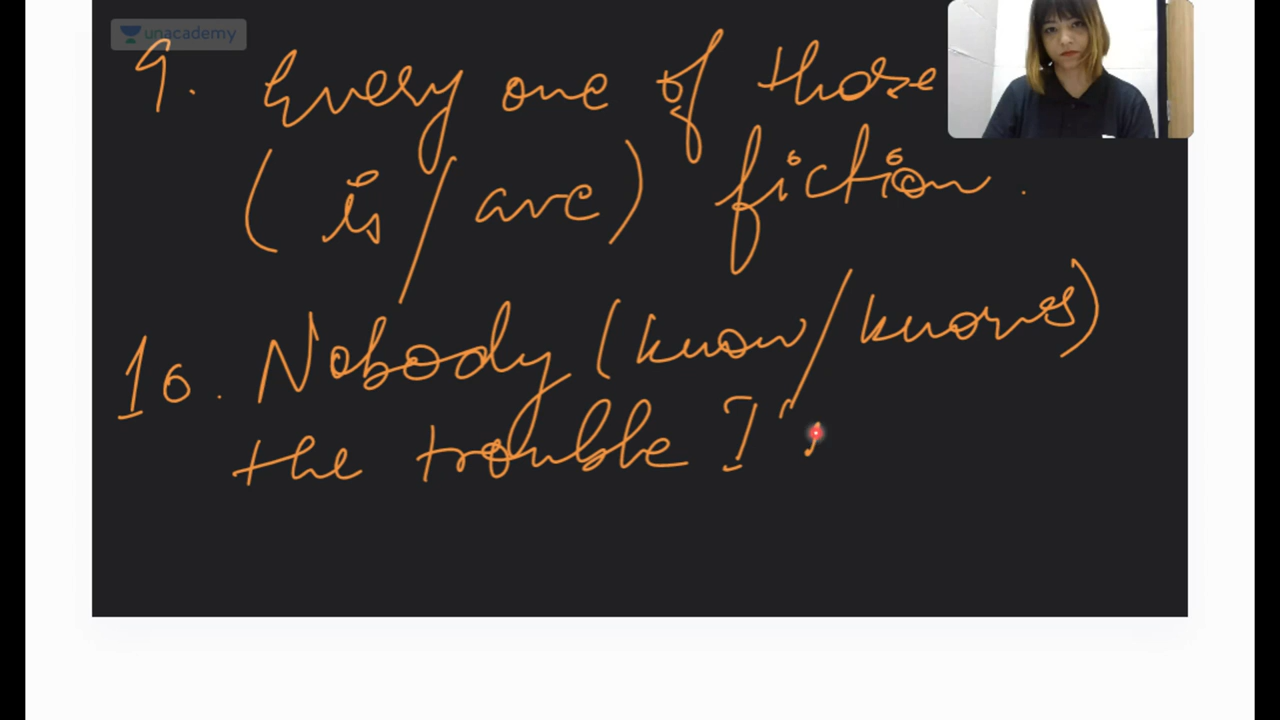 unacademy
9. Every one of those
(is/are) fiction.
10. Nobody (know/knows)
the trouble I'